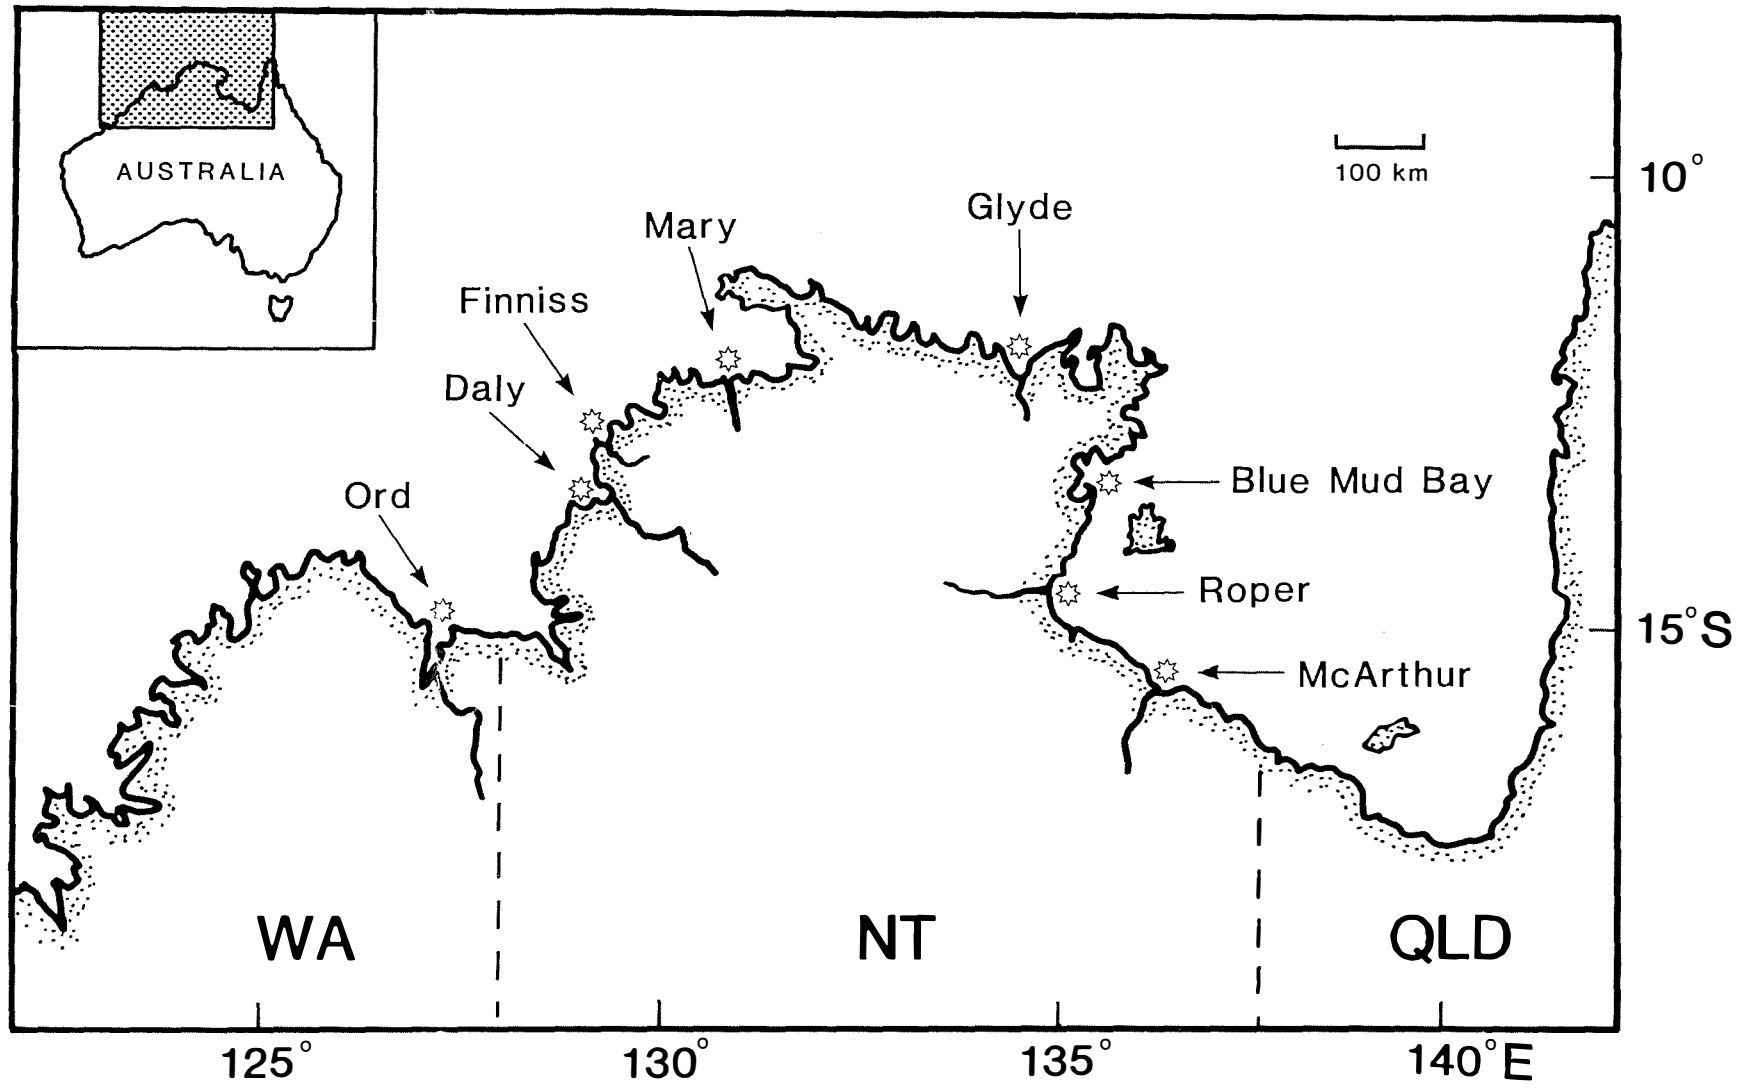 AUSTRALIA
100 km
10°
Glyde
Mary
Finniss
Daly
Blue Mud Bay
Ord
Roper
15°S
McArthur
WA
NT
QLD
125°
130°
135°
140°E